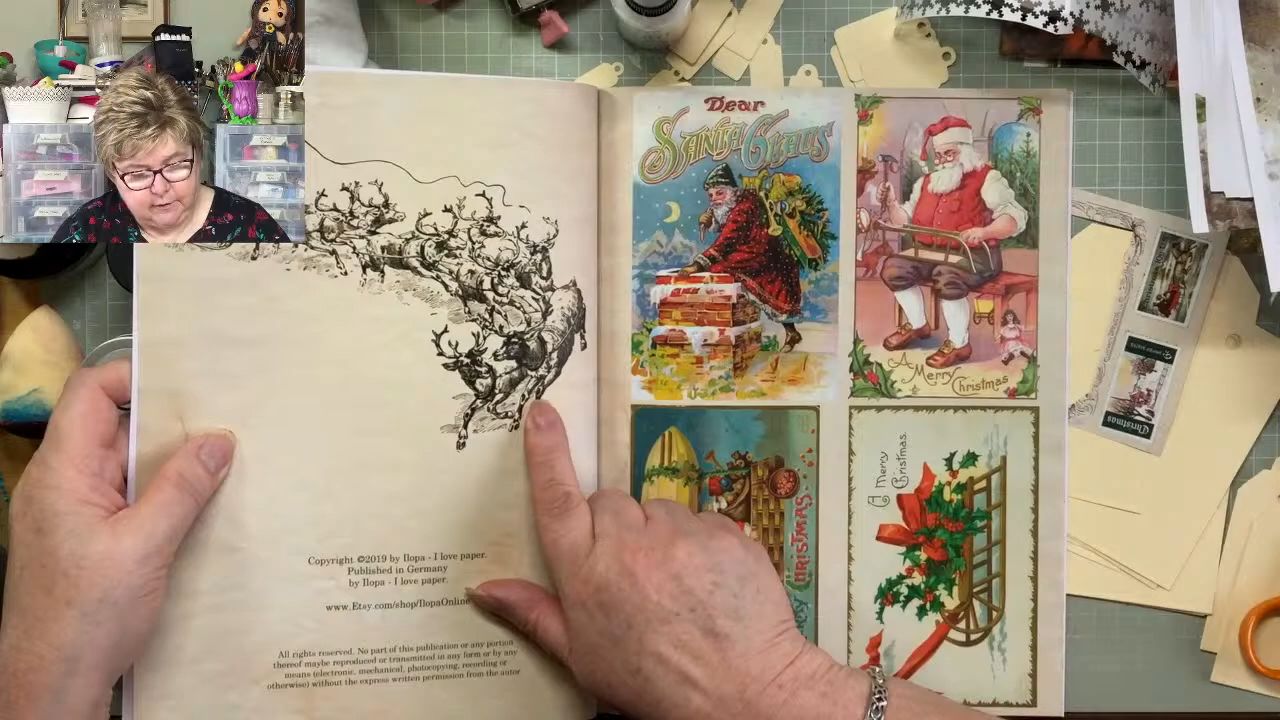 Copyright ©2019 by Ilopa - I love paper.
Published in Germany
by Ilopa - I love paper.
www.Etsy.com/shop/IlopaOnline
All rights reserved. No part of this publication or any portion
thereof maybe reproduced or transmitted in any form or by any
means (electronic, mechanical, photocopying, recording or
otherwise) without the express written permission from the autor
Dear
Santa Claus
A Merry
Christmas
CHRISTMAS
A Merry
Christmas.
Christmas